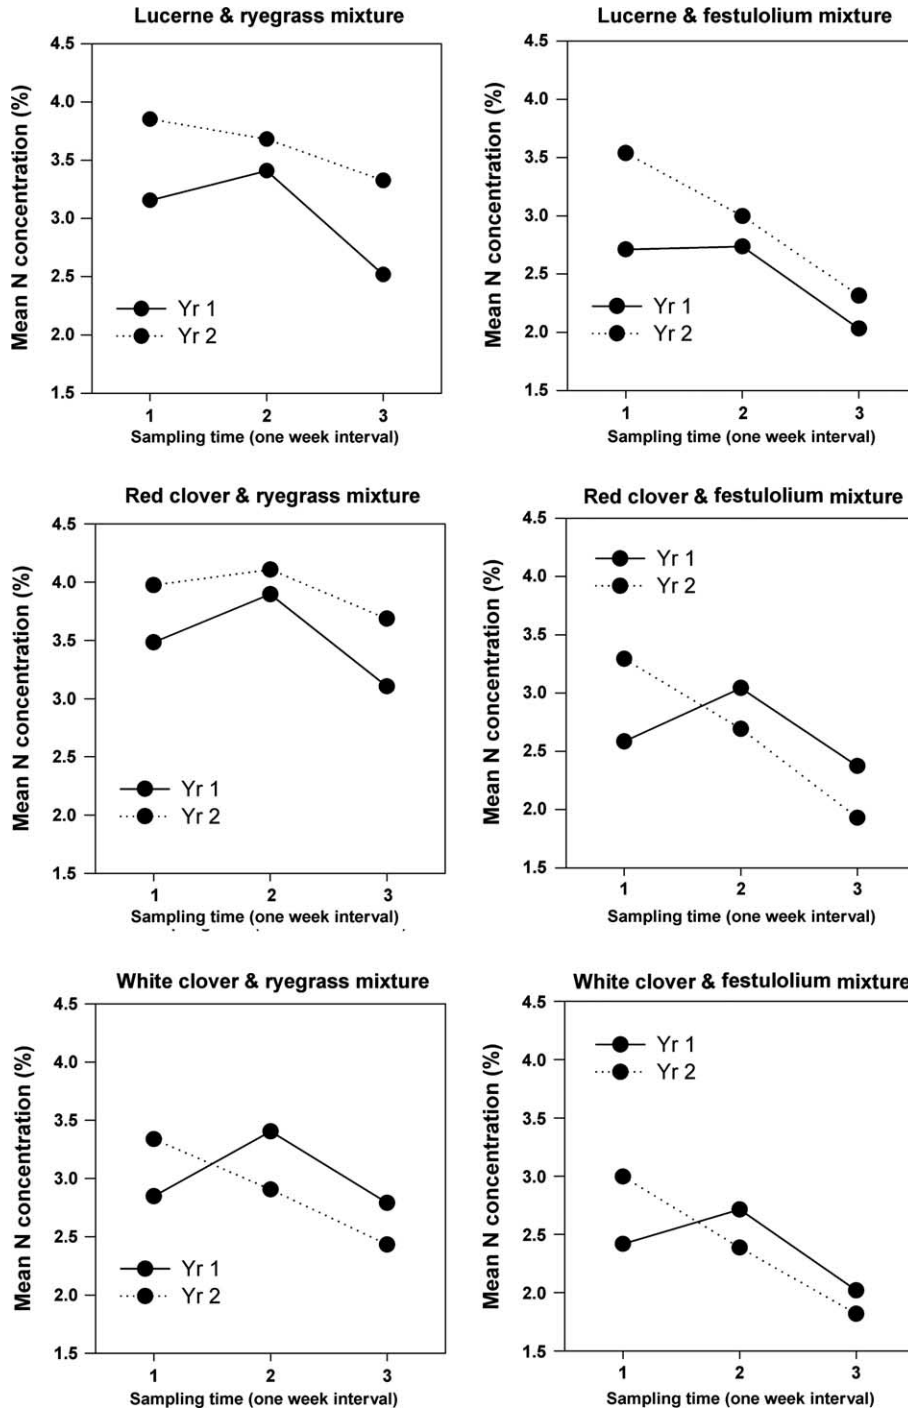 Lucerne & ryegrass mixture
Mean N concentration (%)
4.5
4.0
3.5
3.0
2.5
2.0
1.5
Yr 1
Yr 2
1 2 3
Sampling time (one week interval)
Lucerne & festulolium mixture
Mean N concentration (%)
4.5
4.0
3.5
3.0
2.5
2.0
1.5
Yr 1
Yr 2
1 2 3
Sampling time (one week interval)
Red clover & ryegrass mixture
Mean N concentration (%)
4.5
4.0
3.5
3.0
2.5
2.0
1.5
Yr 1
Yr 2
1 2 3
Sampling time (one week interval)
Red clover & festulolium mixture
Mean N concentration (%)
4.5
4.0
3.5
3.0
2.5
2.0
1.5
Yr 1
Yr 2
1 2 3
Sampling time (one week interval)
White clover & ryegrass mixture
Mean N concentration (%)
4.5
4.0
3.5
3.0
2.5
2.0
1.5
Yr 1
Yr 2
1 2 3
Sampling time (one week interval)
White clover & festulolium mixture
Mean N concentration (%)
4.5
4.0
3.5
3.0
2.5
2.0
1.5
Yr 1
Yr 2
1 2 3
Sampling time (one week interval)